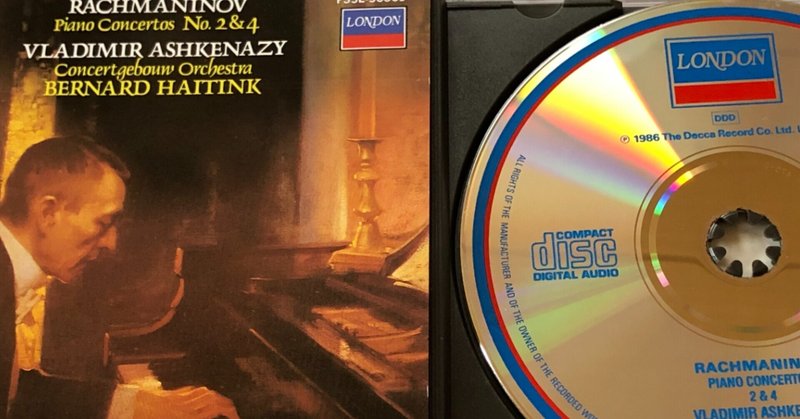 RACHMANINOV
Piano Concertos No. 2 & 4
LONDON
VLADIMIR ASHKENAZY
Concertgebouw Orchestra
BERNARD HAITINK
LONDON
DDD
℗ 1986 The Decca Record Co. Ltd.
ALL RIGHTS OF THE MANUFACTURER AND OF THE OWNER OF THE RECORDED
COMPACT
disc
DIGITAL AUDIO
RACHMANIN
PIANO CONCERT
2 & 4
VLADIMIR ASHKE